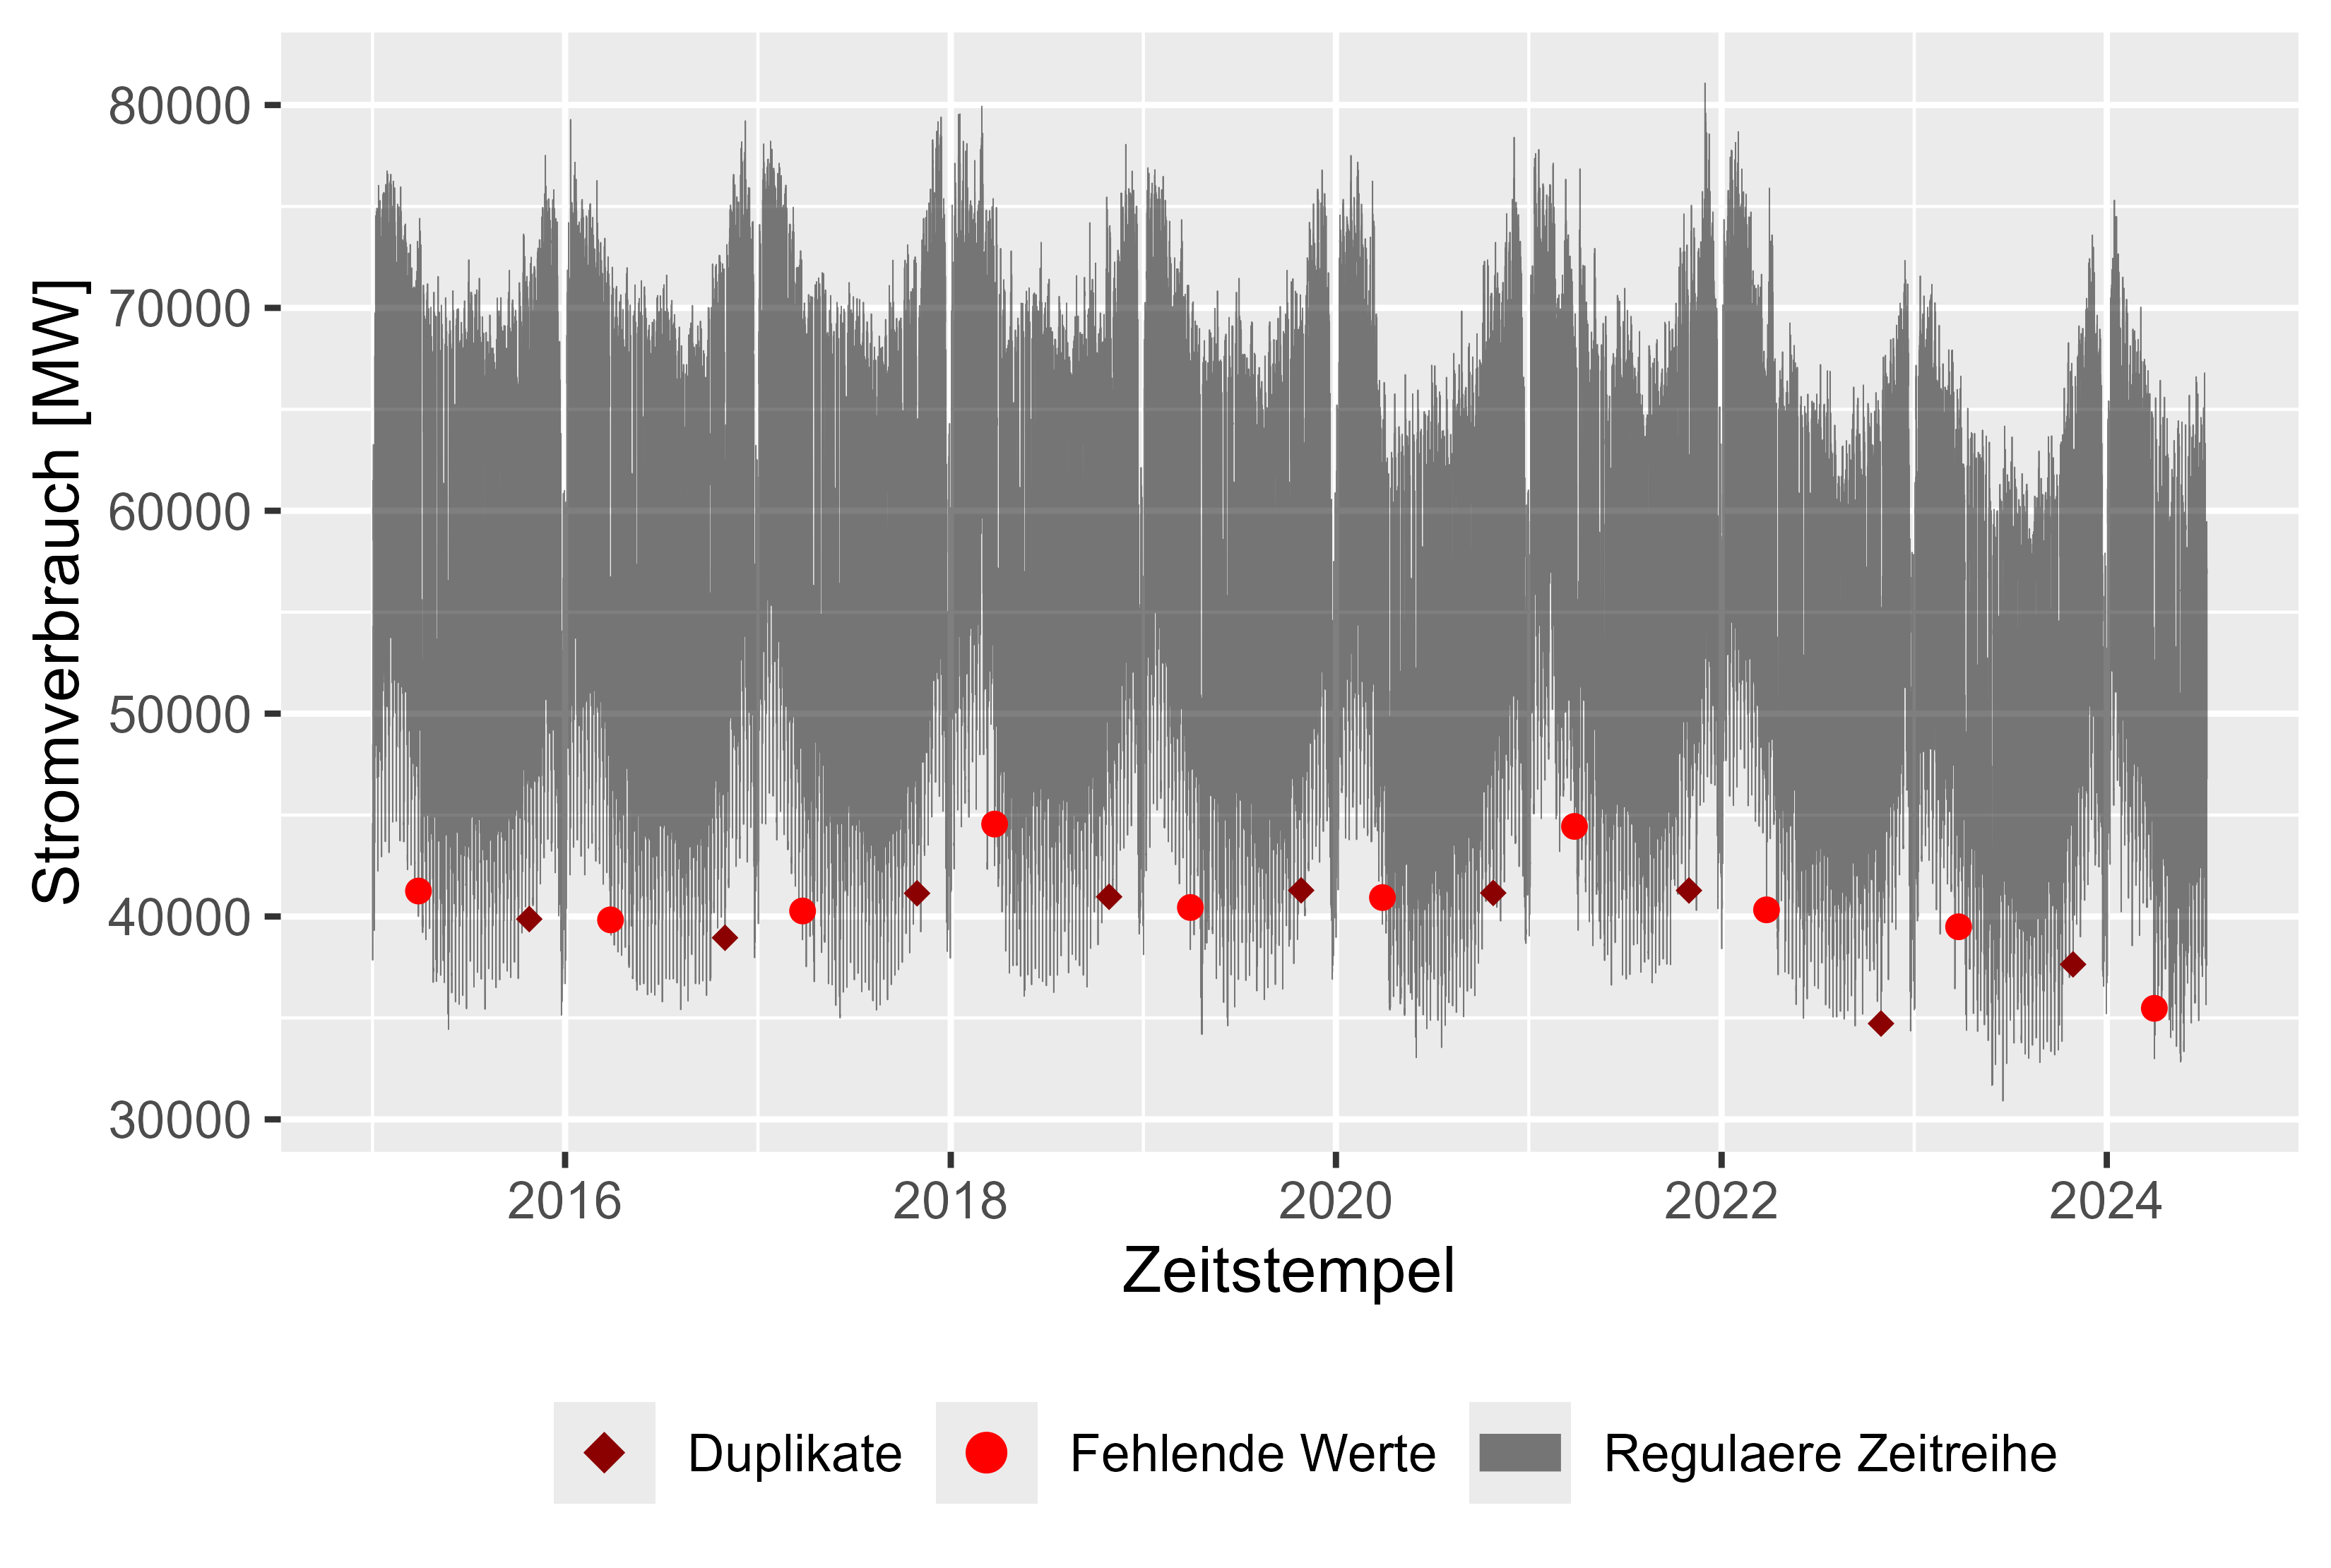 Stromverbrauch [MW]
80000
70000
60000
50000
40000
30000
2016 2018 2020 2022 2024
Zeitstempel
Duplikate Fehlende Werte Regulaere Zeitreihe